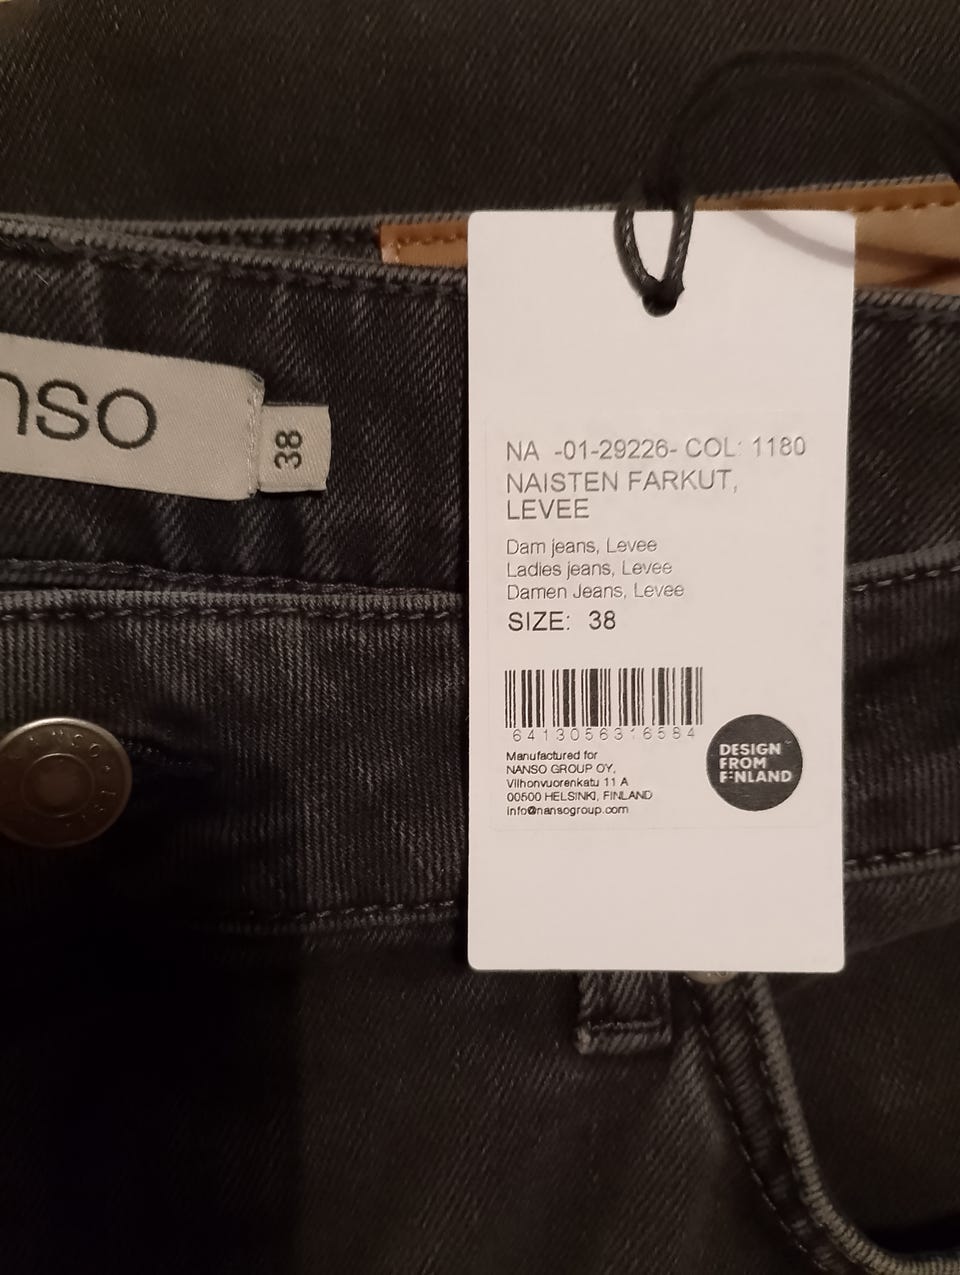 nso
38
NA -01-29226- COL: 1180
NAISTEN FARKUT,
LEVEE
Dam jeans, Levee
Ladies jeans, Levee
Damen Jeans, Levee
SIZE: 38
6413056316584
Manufactured for
NANSO GROUP OY,
Vilhonvuorenkatu 11 A
00500 HELSINKI, FINLAND
info@nansogroup.com
DESIGN
FROM
FINLAND